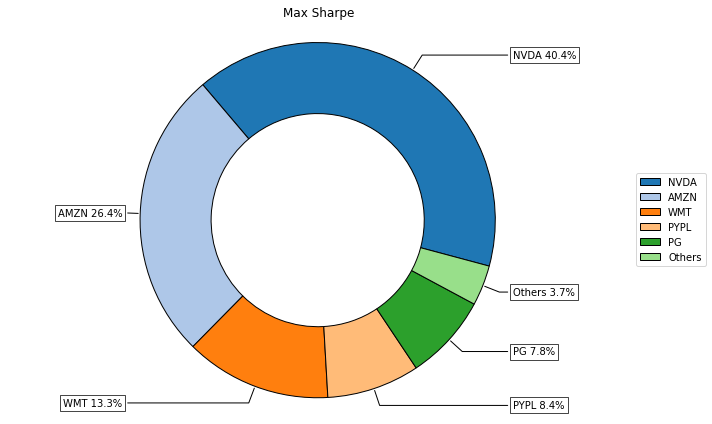 Max Sharpe
NVDA 40.4%
AMZN 26.4%
WMT 13.3%
PYPL 8.4%
PG 7.8%
Others 3.7%
NVDA
AMZN
WMT
PYPL
PG
Others